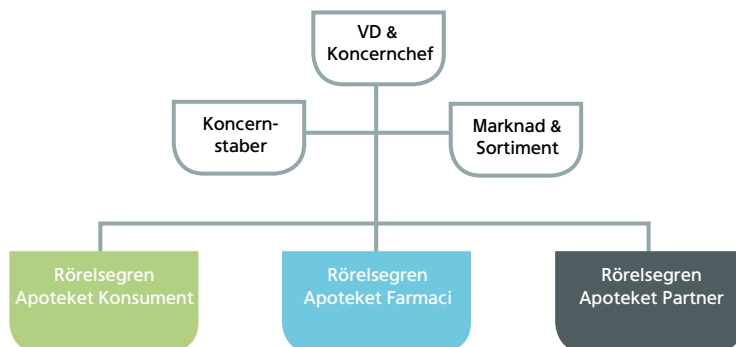 VD &
Koncernchef
Koncern-
staber
Marknad &
Sortiment
Rörelsegren
Apoteket Konsument
Rörelsegren
Apoteket Farmaci
Rörelsegren
Apoteket Partner